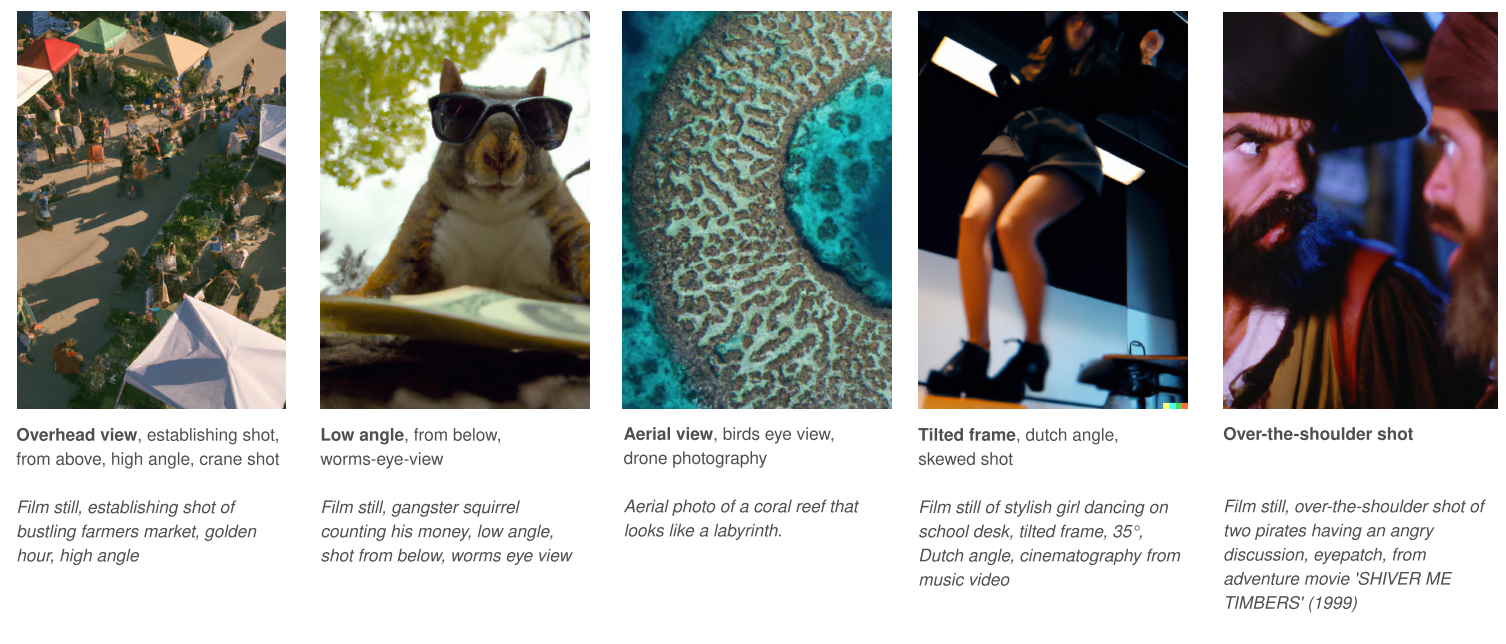 Overhead view, establishing shot,
from above, high angle, crane shot
Film still, establishing shot of
bustling farmers market, golden
hour, high angle
Low angle, from below,
worms-eye-view
Film still, gangster squirrel
counting his money, low angle,
shot from below, worms eye view
Aerial view, birds eye view,
drone photography
Aerial photo of a coral reef that
looks like a labyrinth.
Tilted frame, dutch angle,
skewed shot
Film still of stylish girl dancing on
school desk, tilted frame, 35°,
Dutch angle, cinematography from
music video
Over-the-shoulder shot
Film still, over-the-shoulder shot of
two pirates having an angry
discussion, eyepatch, from
adventure movie 'SHIVER ME
TIMBERS' (1999)